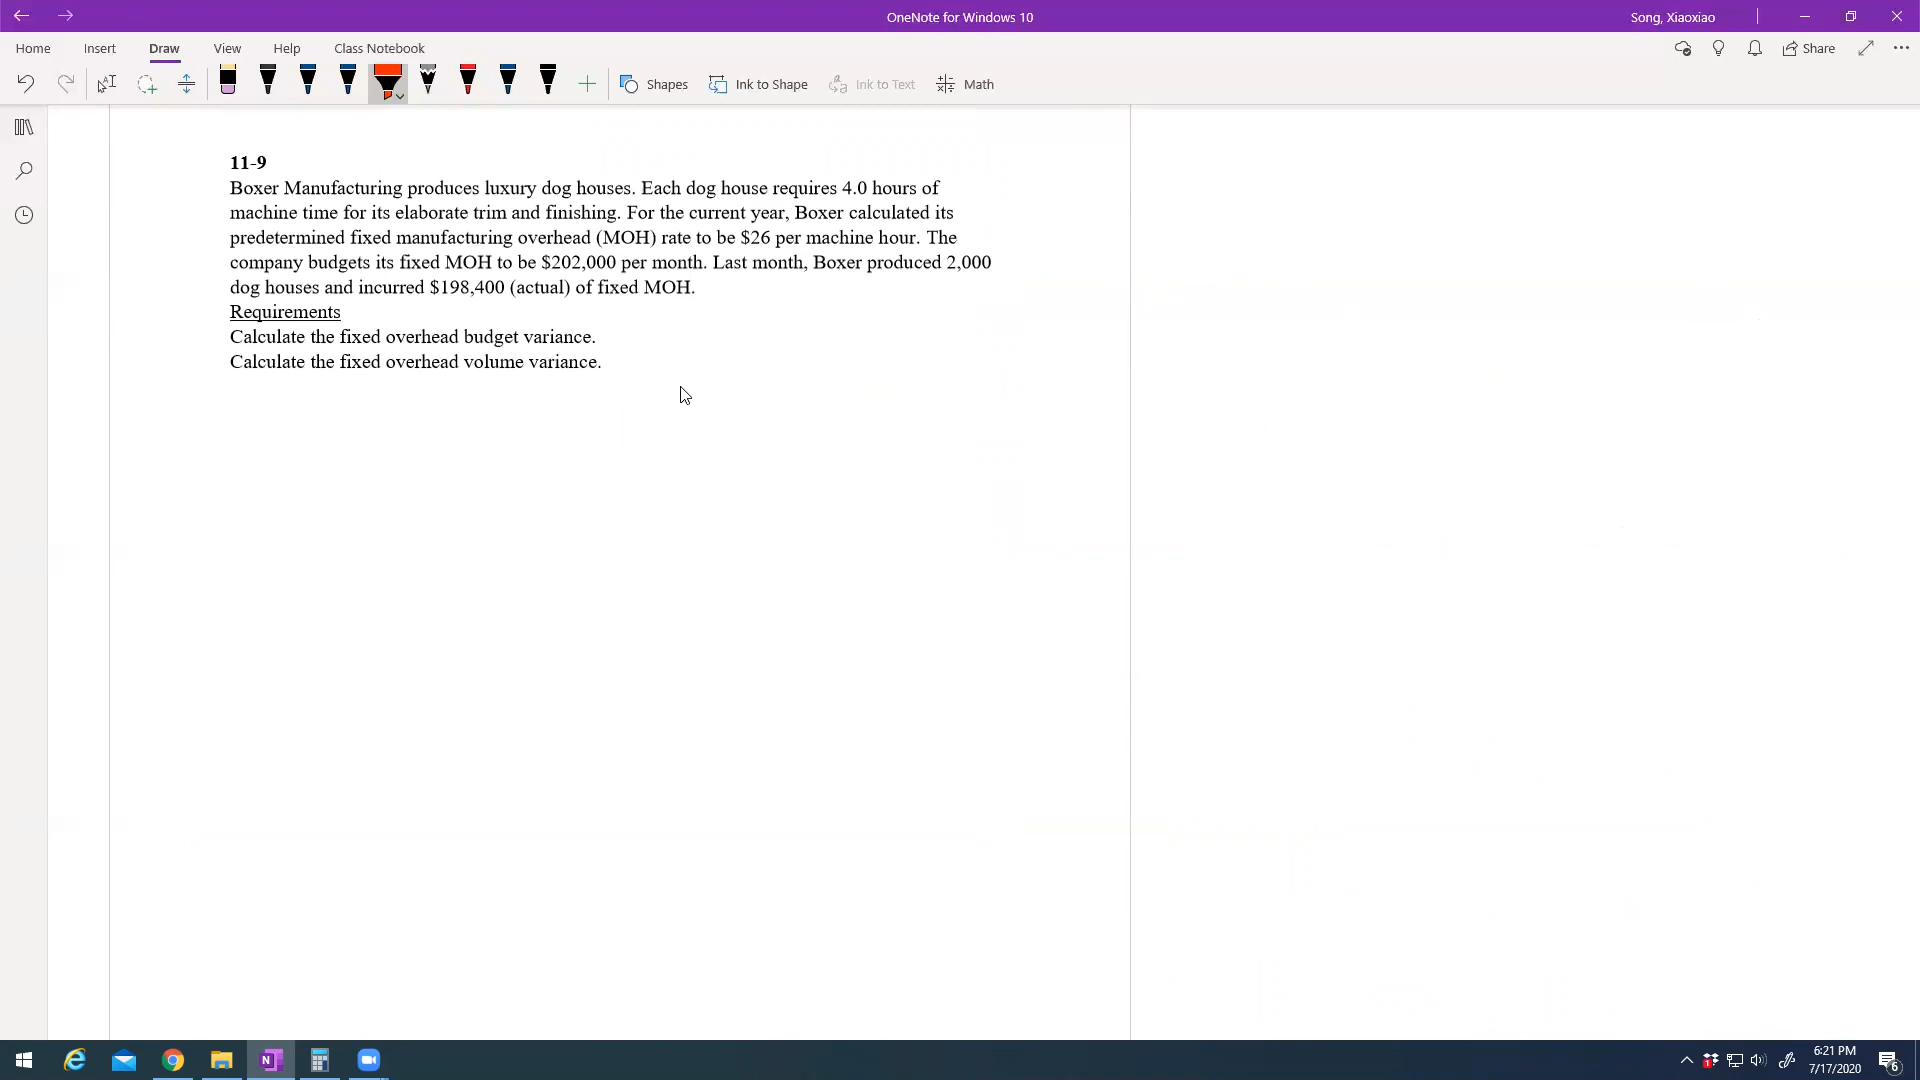 OneNote for Windows 10
Song, Xiaoxiao
Home Insert Draw View Help Class Notebook
Share
Shapes Ink to Shape Ink to Text Math
11-9
Boxer Manufacturing produces luxury dog houses. Each dog house requires 4.0 hours of
machine time for its elaborate trim and finishing. For the current year, Boxer calculated its
predetermined fixed manufacturing overhead (MOH) rate to be $26 per machine hour. The
company budgets its fixed MOH to be $202,000 per month. Last month, Boxer produced 2,000
dog houses and incurred $198,400 (actual) of fixed MOH.
Requirements
Calculate the fixed overhead budget variance.
Calculate the fixed overhead volume variance.
6:21 PM
7/17/2020
6